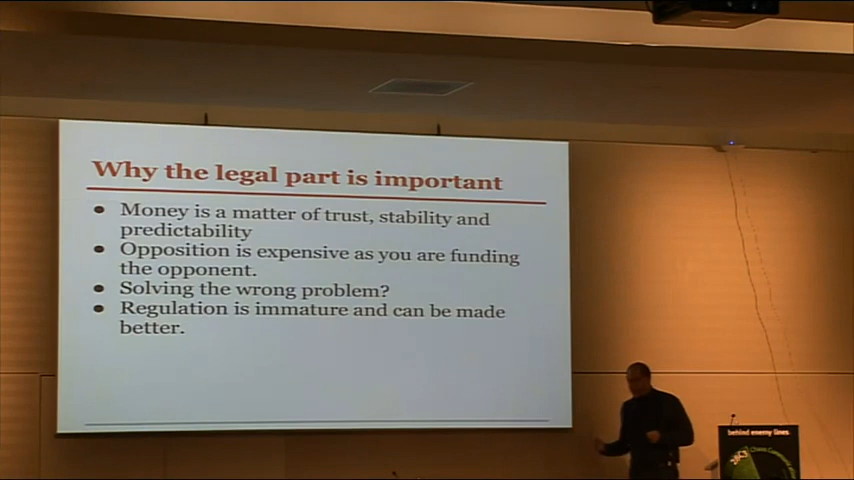 Why the legal part is important
Money is a matter of trust, stability and
predictability
Opposition is expensive as you are funding
the opponent.
Solving the wrong problem?
Regulation is immature and can be made
better.
behind enemy lines.